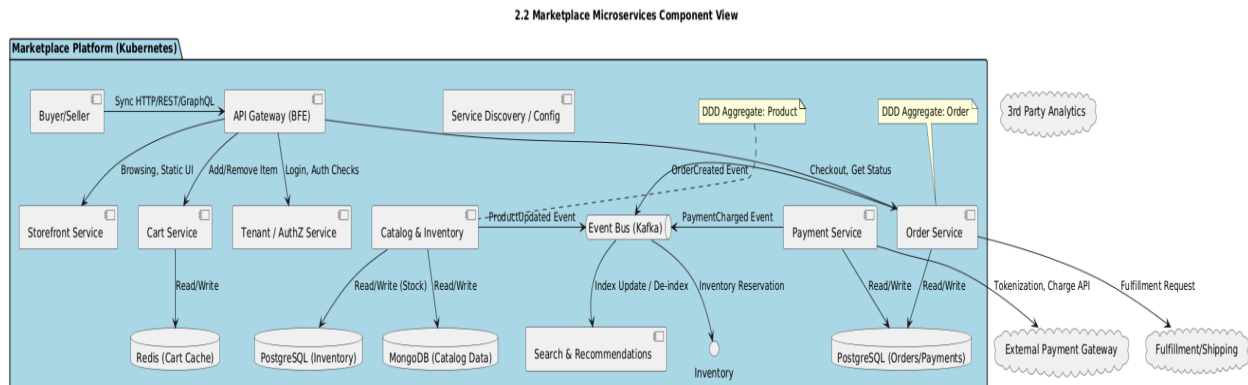 2.2 Marketplace Microservices Component View
Marketplace Platform (Kubernetes)
Buyer/Seller
Sync HTTP/REST/GraphQL
API Gateway (BFE)
Service Discovery / Config
DDD Aggregate: Product
DDD Aggregate: Order
3rd Party Analytics
Browsing, Static UI
Add/Remove Item
Login, Auth Checks
OrderCreated Event
Checkout, Get Status
Storefront Service
Cart Service
Tenant / AuthZ Service
Catalog & Inventory
ProductUpdated Event
Event Bus (Kafka)
PaymentCharged Event
Payment Service
Order Service
Read/Write
Read/Write (Stock)
Read/Write
Index Update / De-index
Inventory Reservation
Read/Write
Read/Write
Tokenization, Charge API
Fulfillment Request
Redis (Cart Cache)
PostgreSQL (Inventory)
MongoDB (Catalog Data)
Search & Recommendations
Inventory
PostgreSQL (Orders/Payments)
External Payment Gateway
Fulfillment/Shipping